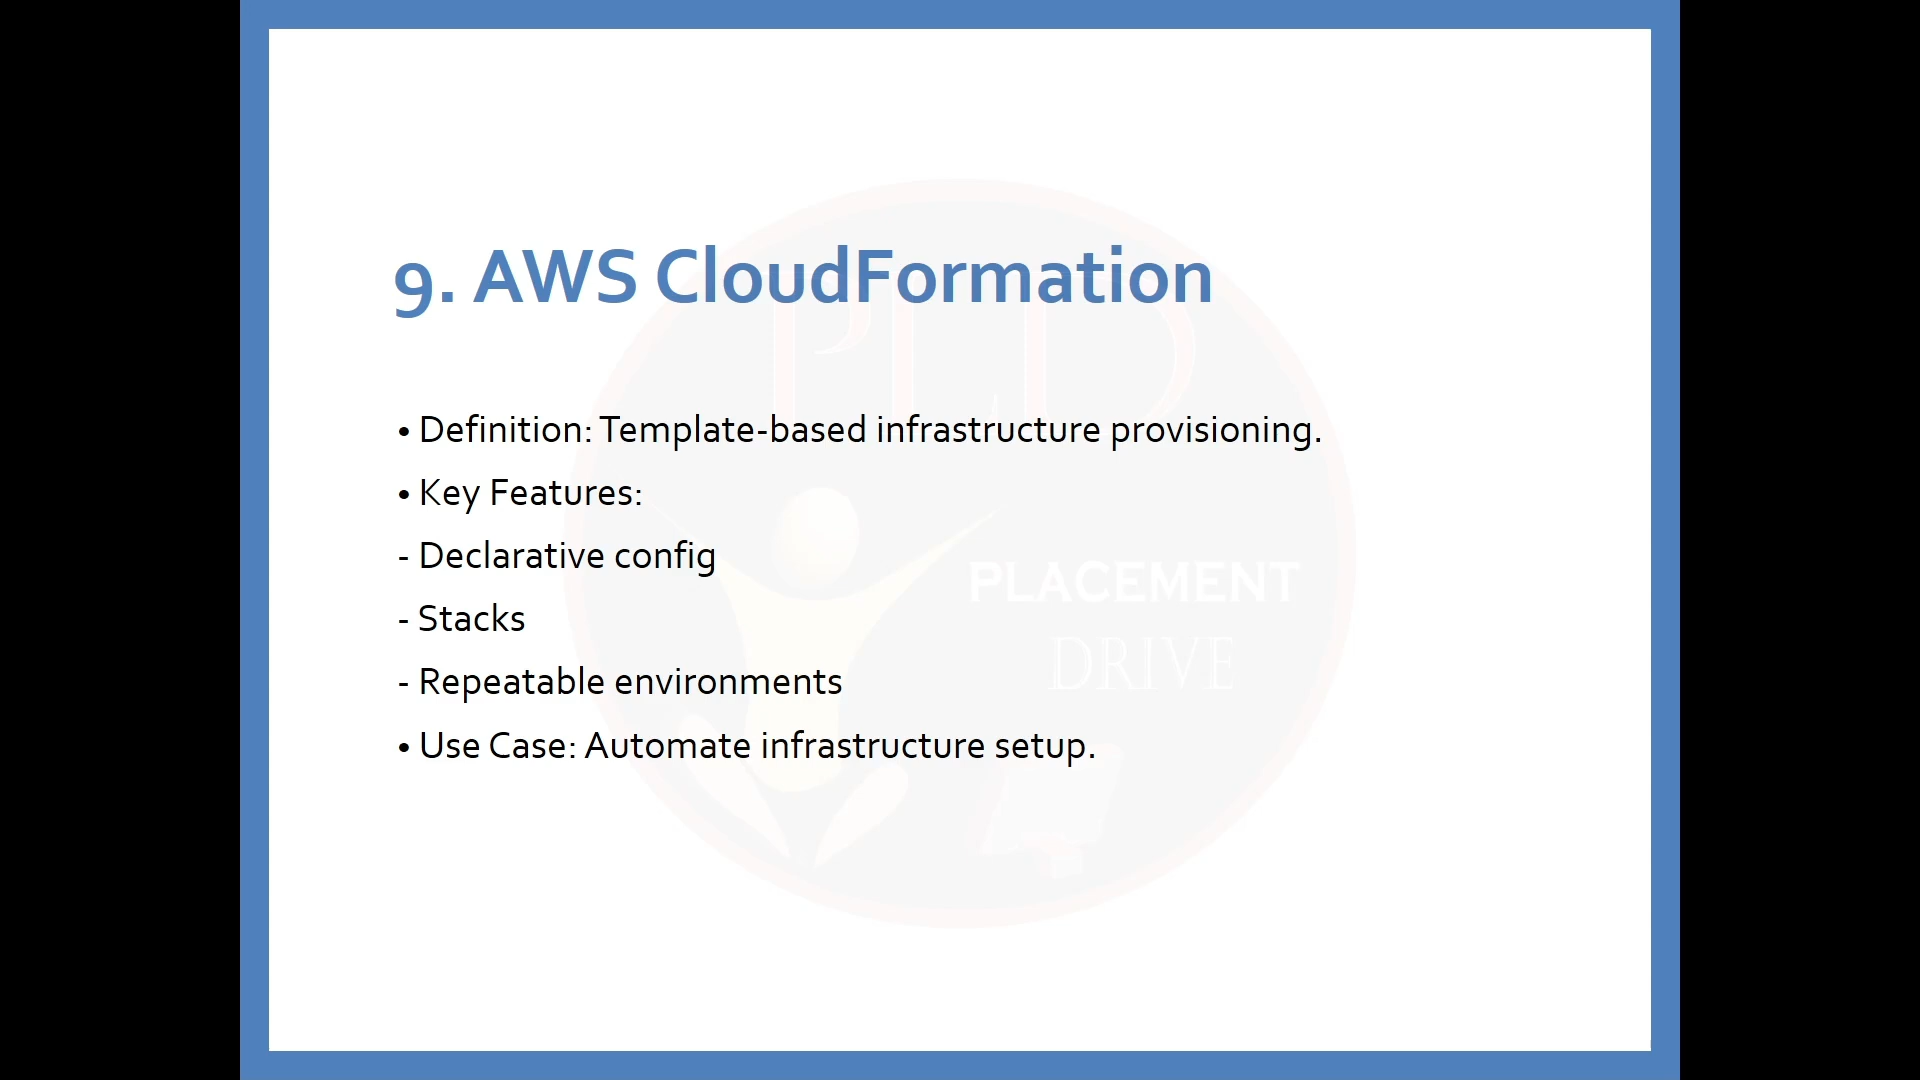 9. AWS CloudFormation
PLD
• Definition: Template-based infrastructure provisioning.
• Key Features:
- Declarative config
PLACEMENT
- Stacks
DRIVE
- Repeatable environments
• Use Case: Automate infrastructure setup.